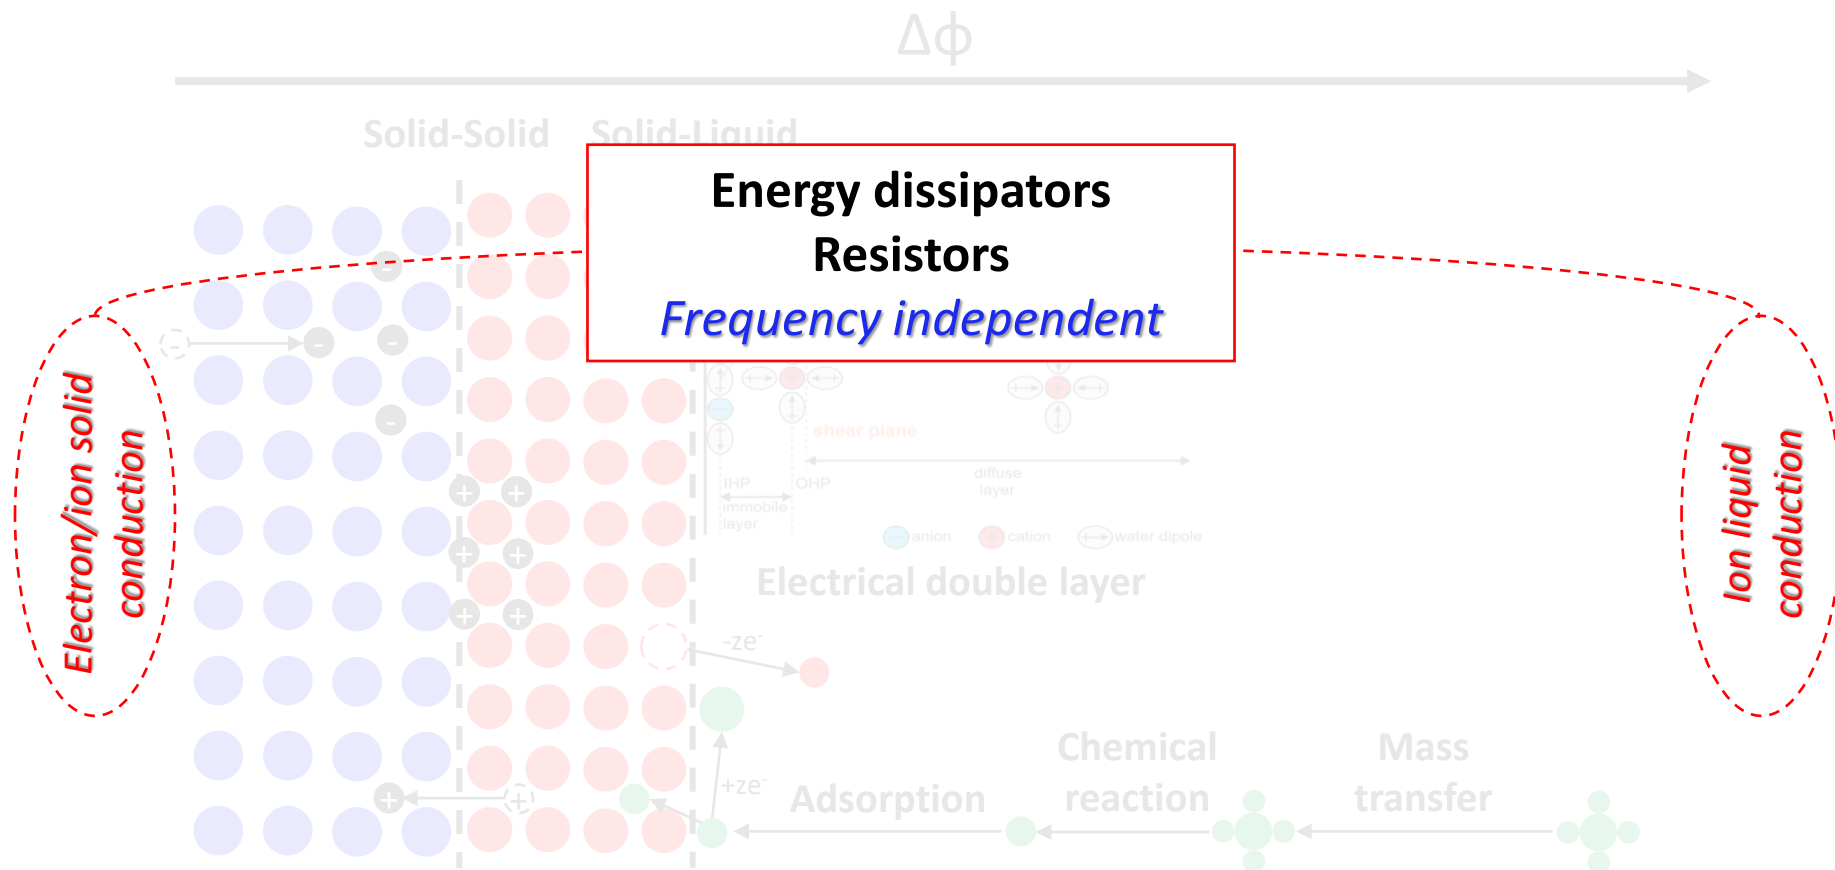 Δϕ
Solid-Solid
Solid-Liquid
Energy dissipators
Resistors
Frequency independent
Electron/ion solid
conduction
Ion liquid
conduction
shear plane
diffuse
layer
IHP
OHP
immobile
layer
anion
cation
water dipole
Electrical double layer
-ze⁻
+ze⁻
Adsorption
Chemical
reaction
Mass
transfer